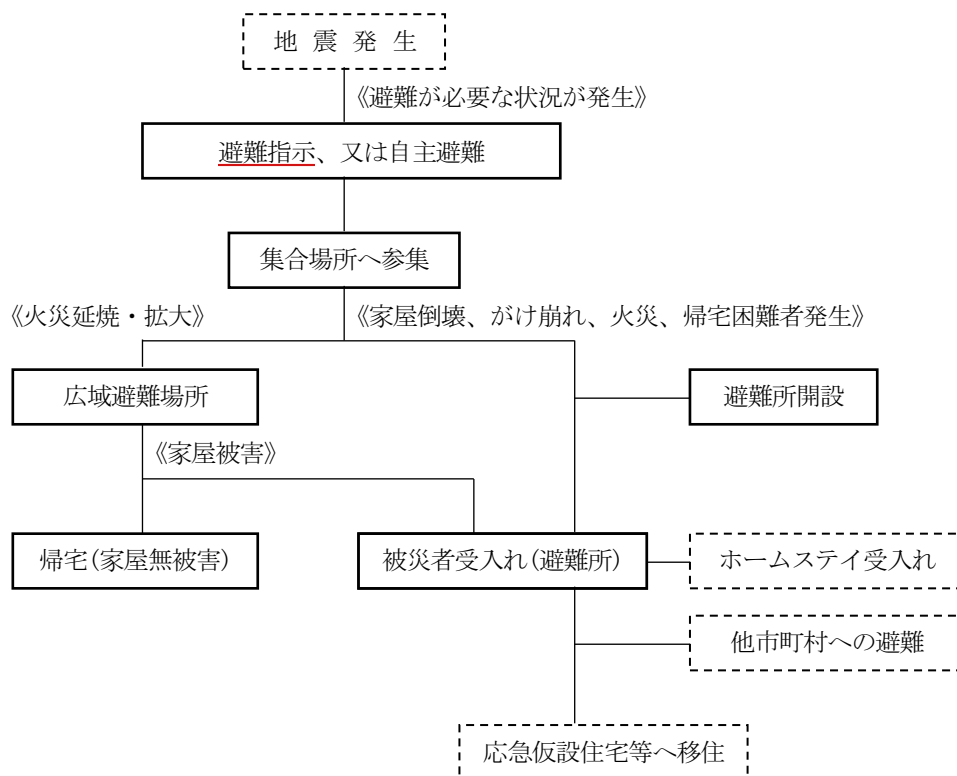 地 震 発 生
《避難が必要な状況が発生》
避難指示、又は自主避難
集合場所へ参集
《火災延焼・拡大》
《家屋倒壊、がけ崩れ、火災、帰宅困難者発生》
広域避難場所
避難所開設
《家屋被害》
帰宅(家屋無被害)
被災者受入れ(避難所)
ホームステイ受入れ
他市町村への避難
応急仮設住宅等へ移住